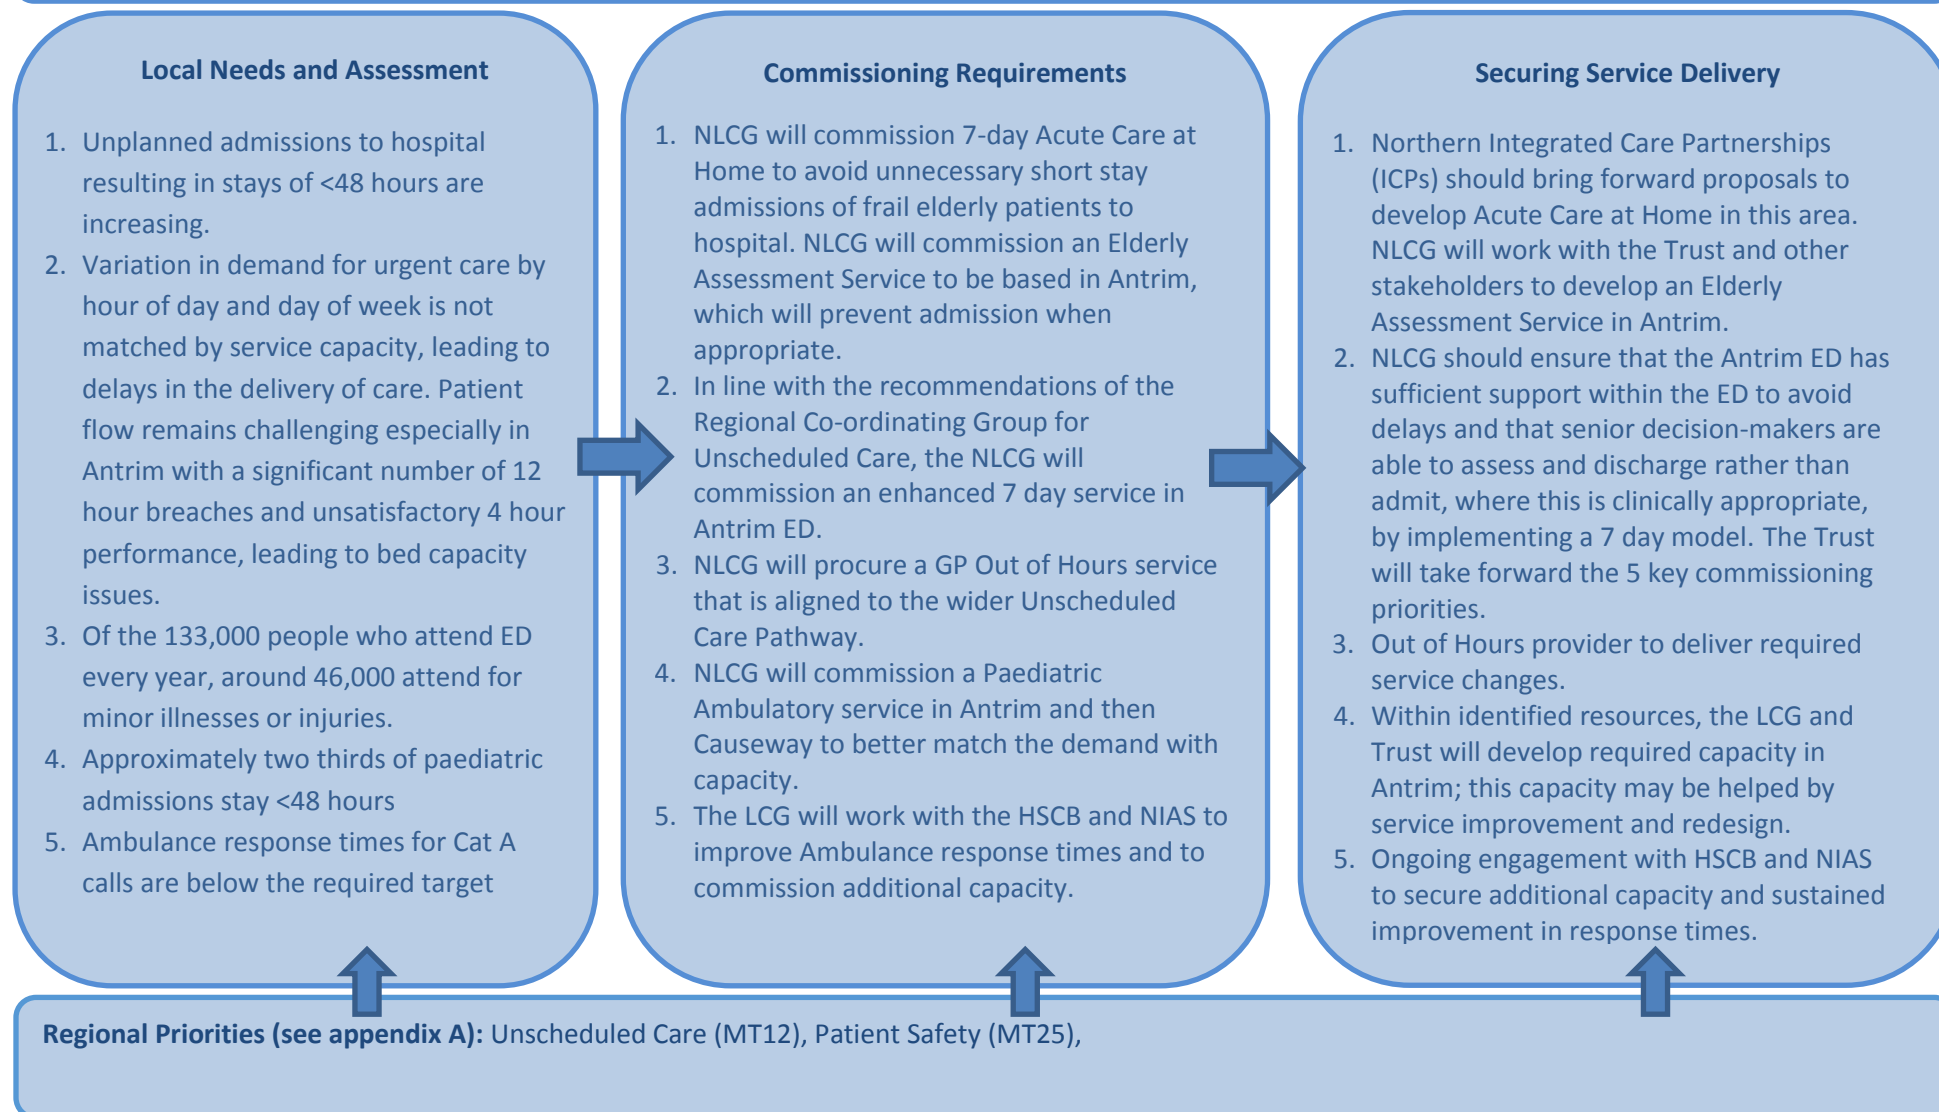 Local Needs and Assessment
1. Unplanned admissions to hospital
resulting in stays of <48 hours are
increasing.
2. Variation in demand for urgent care by
hour of day and day of week is not
matched by service capacity, leading to
delays in the delivery of care. Patient
flow remains challenging especially in
Antrim with a significant number of 12
hour breaches and unsatisfactory 4 hour
performance, leading to bed capacity
issues.
3. Of the 133,000 people who attend ED
every year, around 46,000 attend for
minor illnesses or injuries.
4. Approximately two thirds of paediatric
admissions stay <48 hours
5. Ambulance response times for Cat A
calls are below the required target
Commissioning Requirements
1. NLCG will commission 7-day Acute Care at
Home to avoid unnecessary short stay
admissions of frail elderly patients to
hospital. NLCG will commission an Elderly
Assessment Service to be based in Antrim,
which will prevent admission when
appropriate.
2. In line with the recommendations of the
Regional Co-ordinating Group for
Unscheduled Care, the NLCG will
commission an enhanced 7 day service in
Antrim ED.
3. NLCG will procure a GP Out of Hours service
that is aligned to the wider Unscheduled
Care Pathway.
4. NLCG will commission a Paediatric
Ambulatory service in Antrim and then
Causeway to better match the demand with
capacity.
5. The LCG will work with the HSCB and NIAS to
improve Ambulance response times and to
commission additional capacity.
Securing Service Delivery
1. Northern Integrated Care Partnerships
(ICPs) should bring forward proposals to
develop Acute Care at Home in this area.
NLCG will work with the Trust and other
stakeholders to develop an Elderly
Assessment Service in Antrim.
2. NLCG should ensure that the Antrim ED has
sufficient support within the ED to avoid
delays and that senior decision-makers are
able to assess and discharge rather than
admit, where this is clinically appropriate,
by implementing a 7 day model. The Trust
will take forward the 5 key commissioning
priorities.
3. Out of Hours provider to deliver required
service changes.
4. Within identified resources, the LCG and
Trust will develop required capacity in
Antrim; this capacity may be helped by
service improvement and redesign.
5. Ongoing engagement with HSCB and NIAS
to secure additional capacity and sustained
improvement in response times.
Regional Priorities (see appendix A): Unscheduled Care (MT12), Patient Safety (MT25),